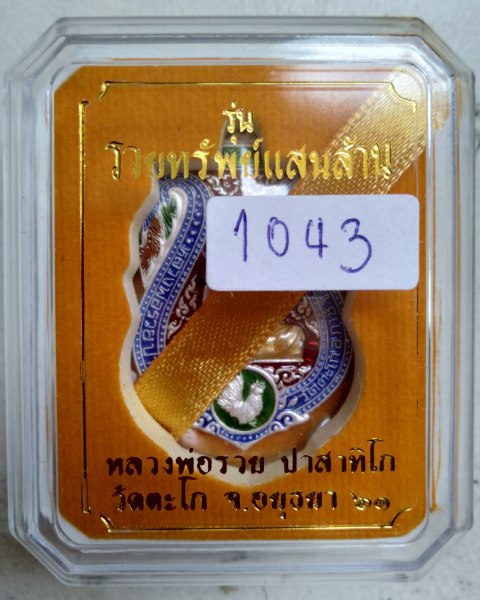 รุ่น
รวยทรัพย์แสนล้าน
1043
หลวงพ่อรวย ปาสาทิโก
วัดตะโก จ.อยุธยา ๖๑